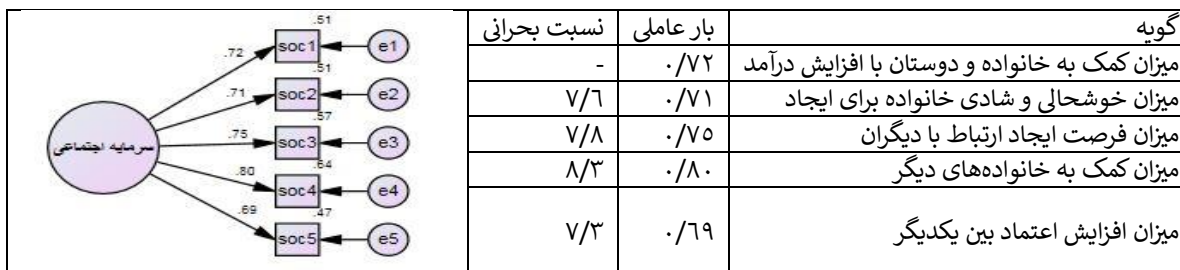 گویه	بار عاملی	نسبت بحرانی
میزان کمک به خانواده و دوستان با افزایش درآمد	۰/۷۲	-
میزان خوشحالی و شادی خانواده برای ایجاد	۰/۷۱	۷/٦
میزان فرصت ایجاد ارتباط با دیگران	۰/۷٥	۷/۸
میزان کمک به خانواده‌های دیگر	۰/۸۰	۸/۳
میزان افزایش اعتماد بین یکدیگر	۰/٦۹	۷/۳
سرمایه اجتماعی
.51
.72 soc1 e1
.51
.71 soc2 e2
.57
.75 soc3 e3
.64
.80 soc4 e4
.47
.69 soc5 e5